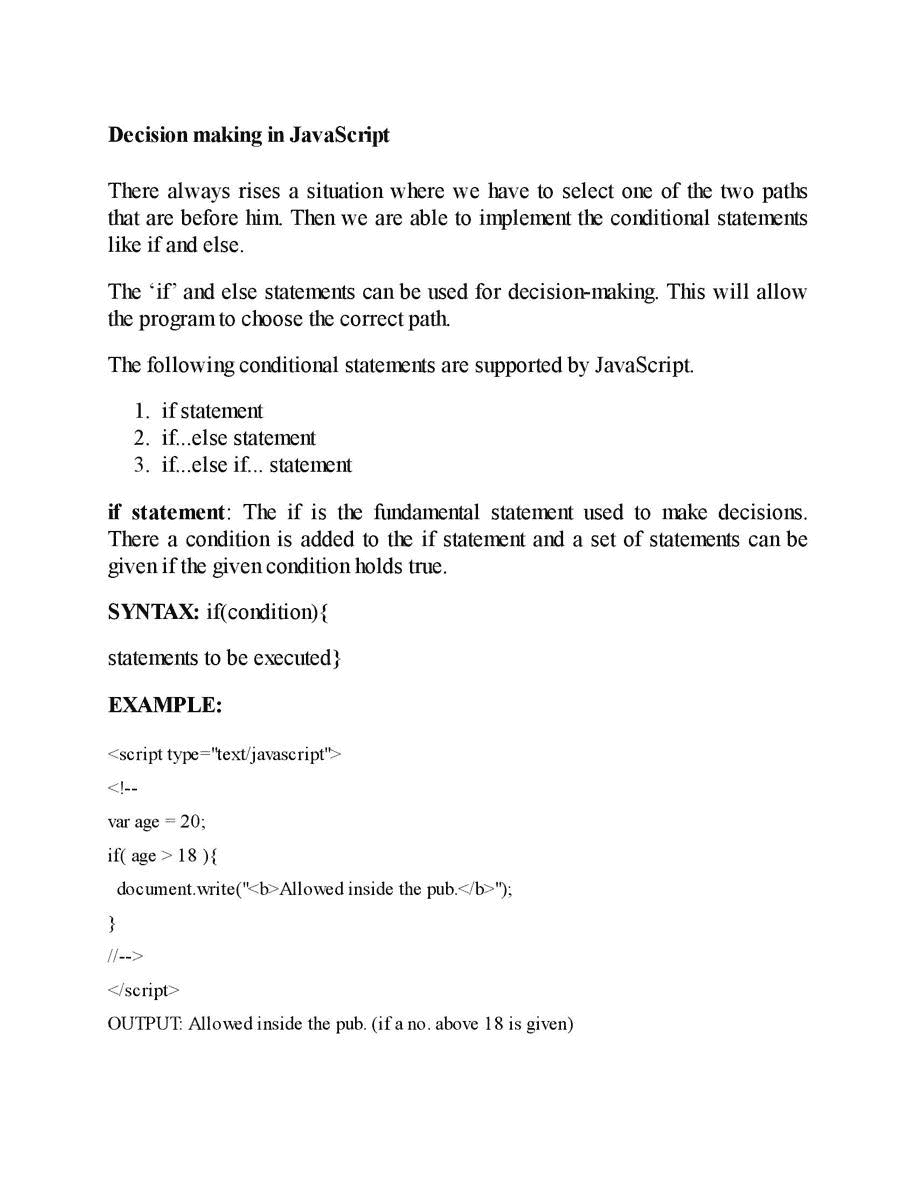 Decision making in JavaScript
There always rises a situation where we have to select one of the two paths
that are before him. Then we are able to implement the conditional statements
like if and else.
The ‘if’ and else statements can be used for decision-making. This will allow
the program to choose the correct path.
The following conditional statements are supported by JavaScript.
1. if statement
2. if...else statement
3. if...else if... statement
if statement: The if is the fundamental statement used to make decisions.
There a condition is added to the if statement and a set of statements can be
given if the given condition holds true.
SYNTAX: if(condition){
statements to be executed}
EXAMPLE:
<script type="text/javascript">
<!--
var age = 20;
if( age > 18 ){
document.write("<b>Allowed inside the pub.</b>");
}
//-->
</script>
OUTPUT: Allowed inside the pub. (if a no. above 18 is given)